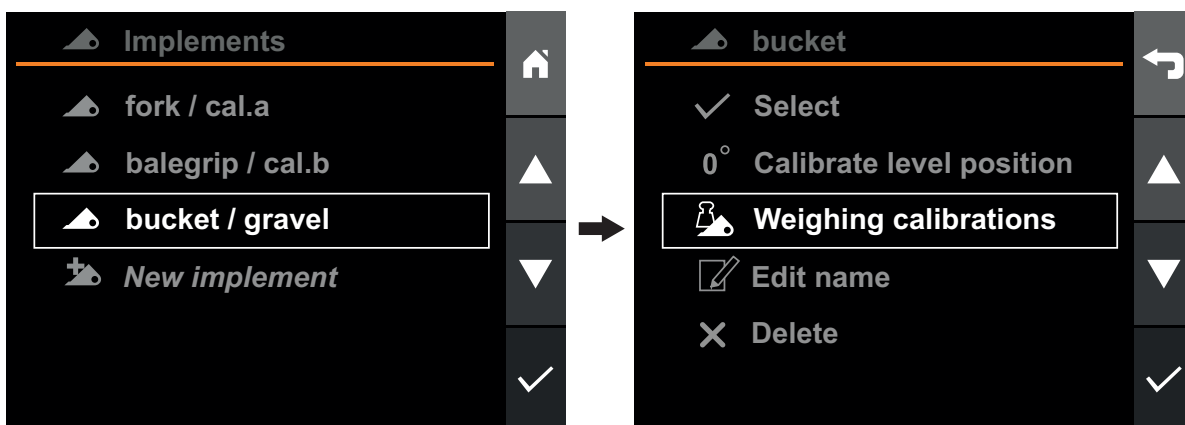 Implements
fork / cal.a
balegrip / cal.b
bucket / gravel
New implement
bucket
Select
0° Calibrate level position
Weighing calibrations
Edit name
Delete